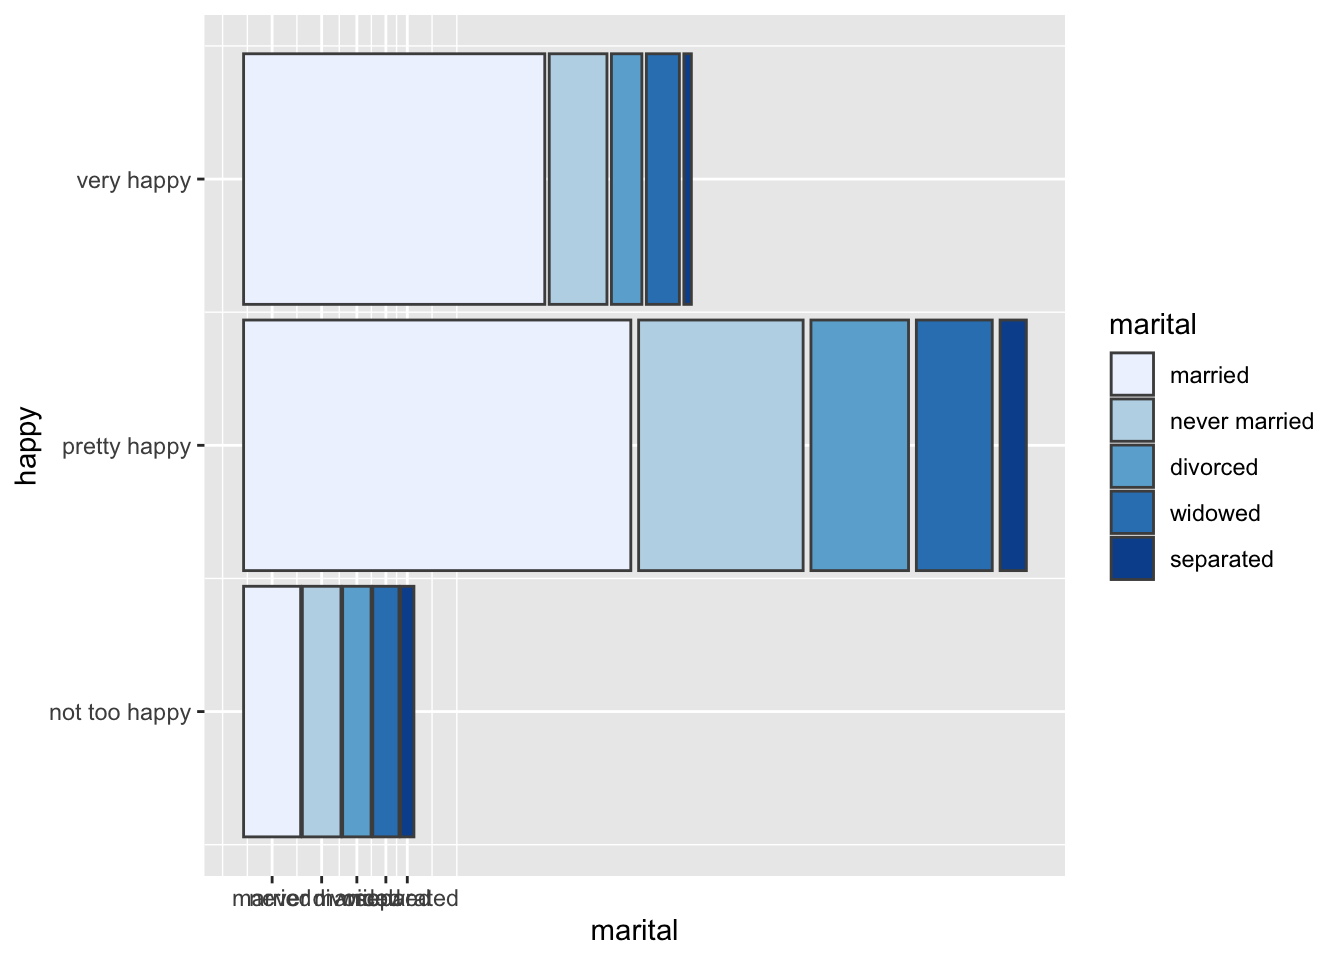 very happy
pretty happy
not too happy
happy
marital
marital
married
never married
divorced
widowed
separated